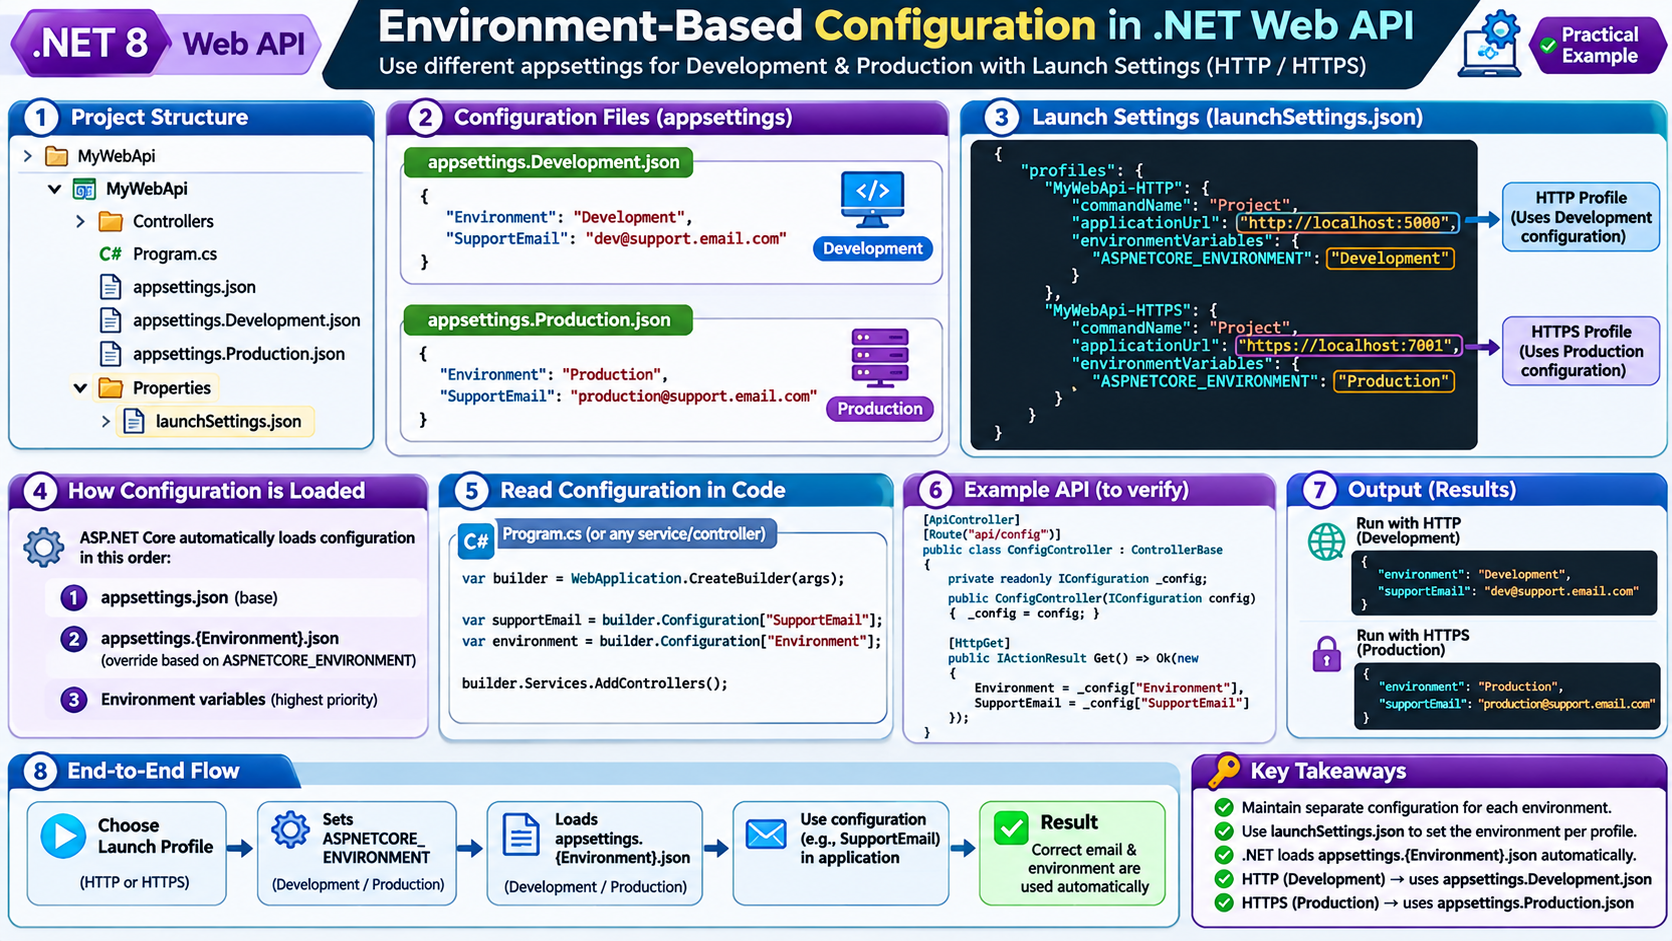 .NET 8
Web API
Environment-Based Configuration in .NET Web API
Use different appsettings for Development & Production with Launch Settings (HTTP / HTTPS)
Practical
Example
1 Project Structure
MyWebApi
MyWebApi
Controllers
C# Program.cs
appsettings.json
appsettings.Development.json
appsettings.Production.json
Properties
launchSettings.json
2 Configuration Files (appsettings)
appsettings.Development.json
{
"Environment": "Development",
"SupportEmail": "dev@support.email.com"
}
</>
Development
appsettings.Production.json
{
"Environment": "Production",
"SupportEmail": "production@support.email.com"
}
Production
3 Launch Settings (launchSettings.json)
{
"profiles": {
"MyWebApi-HTTP": {
"commandName": "Project",
"applicationUrl": "http://localhost:5000",
"environmentVariables": {
"ASPNETCORE_ENVIRONMENT": "Development"
}
},
"MyWebApi-HTTPS": {
"commandName": "Project",
"applicationUrl": "https://localhost:7001",
"environmentVariables": {
"ASPNETCORE_ENVIRONMENT": "Production"
}
}
}
HTTP Profile
(Uses Development
configuration)
HTTPS Profile
(Uses Production
configuration)
4 How Configuration is Loaded
ASP.NET Core automatically loads configuration
in this order:
1 appsettings.json (base)
2 appsettings.{Environment}.json
(override based on ASPNETCORE_ENVIRONMENT)
3 Environment variables (highest priority)
5 Read Configuration in Code
C# Program.cs (or any service/controller)
var builder = WebApplication.CreateBuilder(args);
var supportEmail = builder.Configuration["SupportEmail"];
var environment = builder.Configuration["Environment"];
builder.Services.AddControllers();
6 Example API (to verify)
[ApiController]
[Route("api/config")]
public class ConfigController : ControllerBase
{
private readonly IConfiguration _config;
public ConfigController(IConfiguration config)
{ _config = config; }
[HttpGet]
public IActionResult Get() => Ok(new
{
Environment = _config["Environment"],
SupportEmail = _config["SupportEmail"]
});
}
7 Output (Results)
Run with HTTP
(Development)
{
"environment": "Development",
"supportEmail": "dev@support.email.com"
}
Run with HTTPS
(Production)
{
"environment": "Production",
"supportEmail": "production@support.email.com"
}
8 End-to-End Flow
Choose
Launch Profile
(HTTP or HTTPS)
Sets
ASPNETCORE_
ENVIRONMENT
(Development / Production)
Loads
appsettings.
{Environment}.json
(Development / Production)
Use configuration
(e.g., SupportEmail)
in application
Result
Correct email &
environment are
used automatically
Key Takeaways
Maintain separate configuration for each environment.
Use launchSettings.json to set the environment per profile.
.NET loads appsettings.{Environment}.json automatically.
HTTP (Development) → uses appsettings.Development.json
HTTPS (Production) → uses appsettings.Production.json